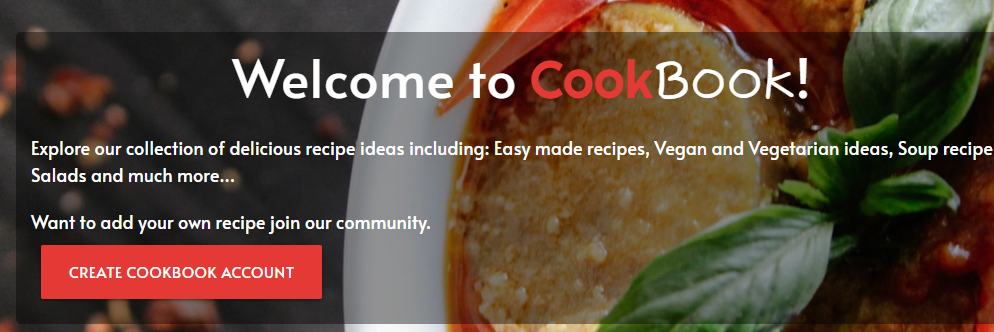 Welcome to CookBook!
Explore our collection of delicious recipe ideas including: Easy made recipes, Vegan and Vegetarian ideas, Soup recipe
Salads and much more...
Want to add your own recipe join our community.
CREATE COOKBOOK ACCOUNT